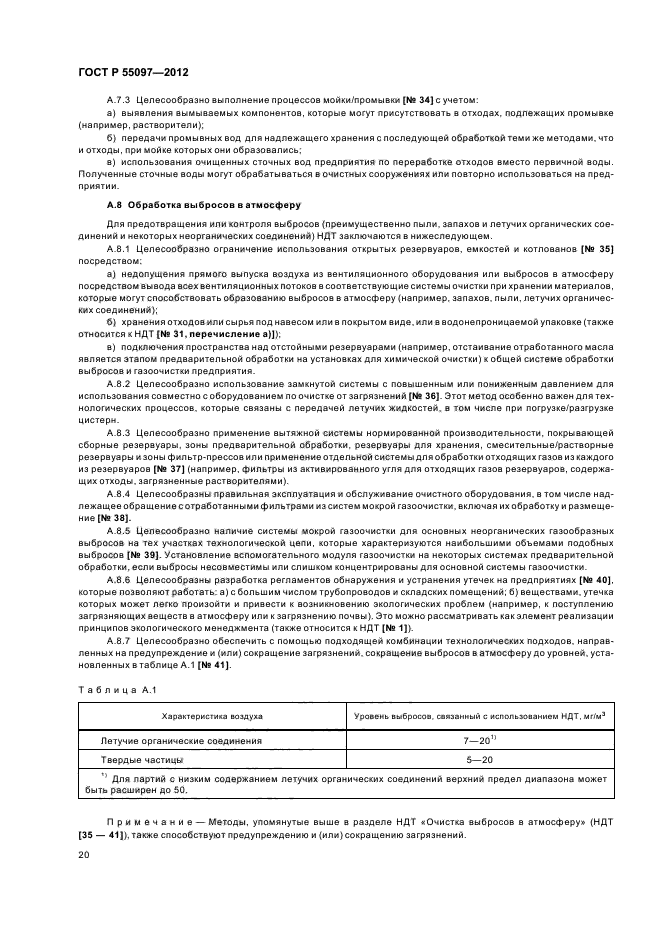 ГОСТ Р 55097—2012
А.7.3 Целесообразно выполнение процессов мойки/промывки [№ 34] с учетом:
а) выявления вымываемых компонентов, которые могут присутствовать в отходах, подлежащих промывке
(например, растворители);
б) передачи промывных вод для надлежащего хранения с последующей обработкой теми же методами, что
и отходы, при мойке которых они образовались;
в) использования очищенных сточных вод предприятия по переработке отходов вместо первичной воды.
Полученные сточные воды могут обрабатываться в очистных сооружениях или повторно использоваться на пред-
приятии.
А.8 Обработка выбросов в атмосферу
Для предотвращения или контроля выбросов (преимущественно пыли, запахов и летучих органических сое-
динений и некоторых неорганических соединений) НДТ заключаются в нижеследующем.
А.8.1 Целесообразно ограничение использования открытых резервуаров, емкостей и котлованов [№ 35]
посредством:
а) недопущения прямого выпуска воздуха из вентиляционного оборудования или выбросов в атмосферу
посредством вывода всех вентиляционных потоков в соответствующие системы очистки при хранении материалов,
которые могут способствовать образованию выбросов в атмосферу (например, запахов, пыли, летучих органичес-
ких соединений);
б) хранения отходов или сырья под навесом или в покрытом виде, или в водонепроницаемой упаковке (также
относится к НДТ [№ 31, перечисление а)]);
в) подключения пространства над отстойными резервуарами (например, отстаивание отработанного масла
является этапом предварительной обработки на установках для химической очистки) к общей системе обработки
выбросов и газоочистки предприятия.
А.8.2 Целесообразно использование замкнутой системы с повышенным или пониженным давлением для
использования совместно с оборудованием по очистке от загрязнений [№ 36]. Этот метод особенно важен для тех-
нологических процессов, которые связаны с передачей летучих жидкостей, в том числе при погрузке/разгрузке
цистерн.
А.8.3 Целесообразно применение вытяжной системы нормированной производительности, покрывающей
сборные резервуары, зоны предварительной обработки, резервуары для хранения, смесительные/растворные
резервуары и зоны фильтр-прессов или применение отдельной системы для обработки отходящих газов из каждого
из резервуаров [№ 37] (например, фильтры из активированного угля для отходящих газов резервуаров, содержа-
щих отходы, загрязненные растворителями).
А.8.4 Целесообразны правильная эксплуатация и обслуживание очистного оборудования, в том числе над-
лежащее обращение с отработанными фильтрами из систем мокрой газоочистки, включая их обработку и размеще-
ние [№ 38].
А.8.5 Целесообразно наличие системы мокрой газоочистки для основных неорганических газообразных
выбросов на тех участках технологической цепи, которые характеризуются наибольшими объемами подобных
выбросов [№ 39]. Установление вспомогательного модуля газоочистки на некоторых системах предварительной
обработки, если выбросы несовместимы или слишком концентрированы для основной системы газоочистки.
А.8.6 Целесообразны разработка регламентов обнаружения и устранения утечек на предприятиях [№ 40],
которые позволяют работать: а) с большим числом трубопроводов и складских помещений; б) веществами, утечка
которых может легко произойти и привести к возникновению экологических проблем (например, к поступлению
загрязняющих веществ в атмосферу или к загрязнению почвы). Это можно рассматривать как элемент реализации
принципов экологического менеджмента (также относится к НДТ [№ 1]).
А.8.7 Целесообразно обеспечить с помощью подходящей комбинации технологических подходов, направ-
ленных на предупреждение и (или) сокращение загрязнений, сокращение выбросов в атмосферу до уровней, уста-
новленных в таблице А.1 [№ 41].
Таблица А.1
Характеристика воздуха Уровень выбросов, связанный с использованием НДТ, мг/м³
Летучие органические соединения 7—20¹⁾
Твердые частицы 5—20
¹⁾ Для партий с низким содержанием летучих органических соединений верхний предел диапазона может
быть расширен до 50.
Примечание — Методы, упомянутые выше в разделе НДТ «Очистка выбросов в атмосферу» (НДТ
[35 — 41]), также способствуют предупреждению и (или) сокращению загрязнений.
20